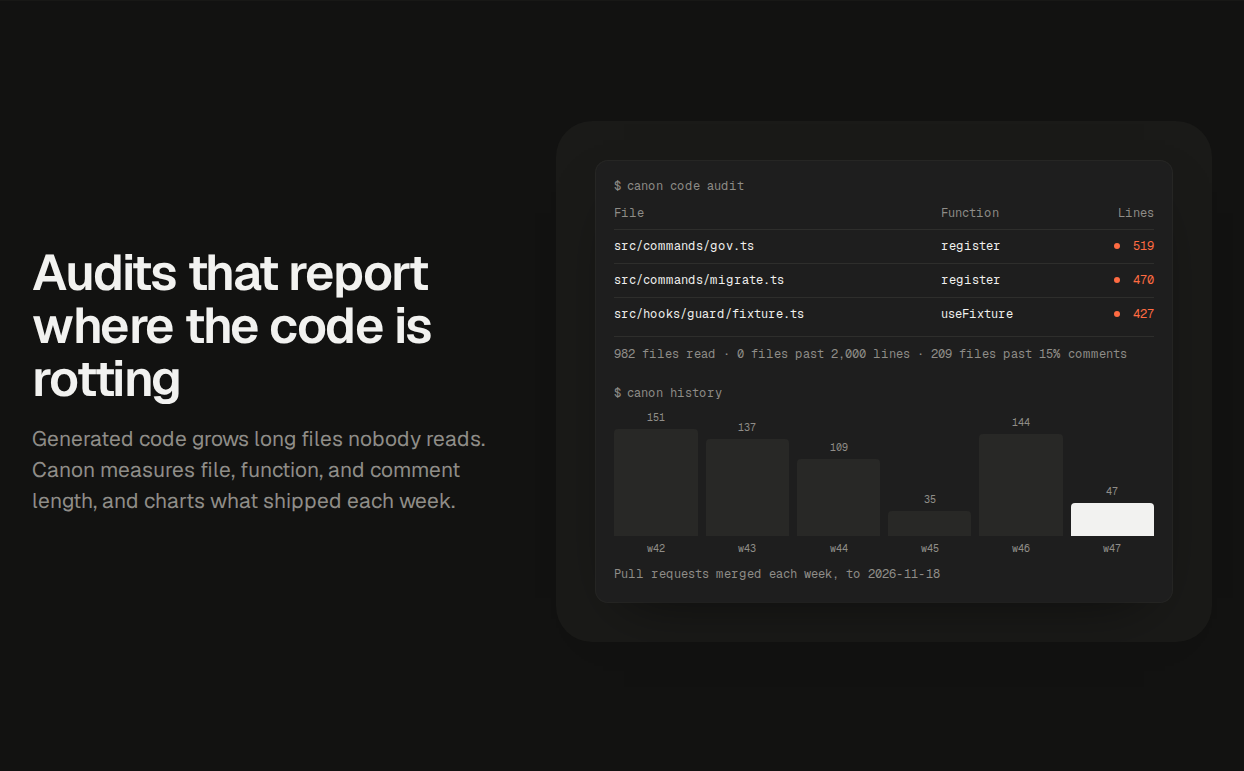 Audits that report
where the code is
rotting
Generated code grows long files nobody reads.
Canon measures file, function, and comment
length, and charts what shipped each week.
$ canon code audit
File Function Lines
src/commands/gov.ts register 519
src/commands/migrate.ts register 470
src/hooks/guard/fixture.ts useFixture 427
982 files read · 0 files past 2,000 lines · 209 files past 15% comments
$ canon history
151 137 109 35 144 47
w42 w43 w44 w45 w46 w47
Pull requests merged each week, to 2026-11-18